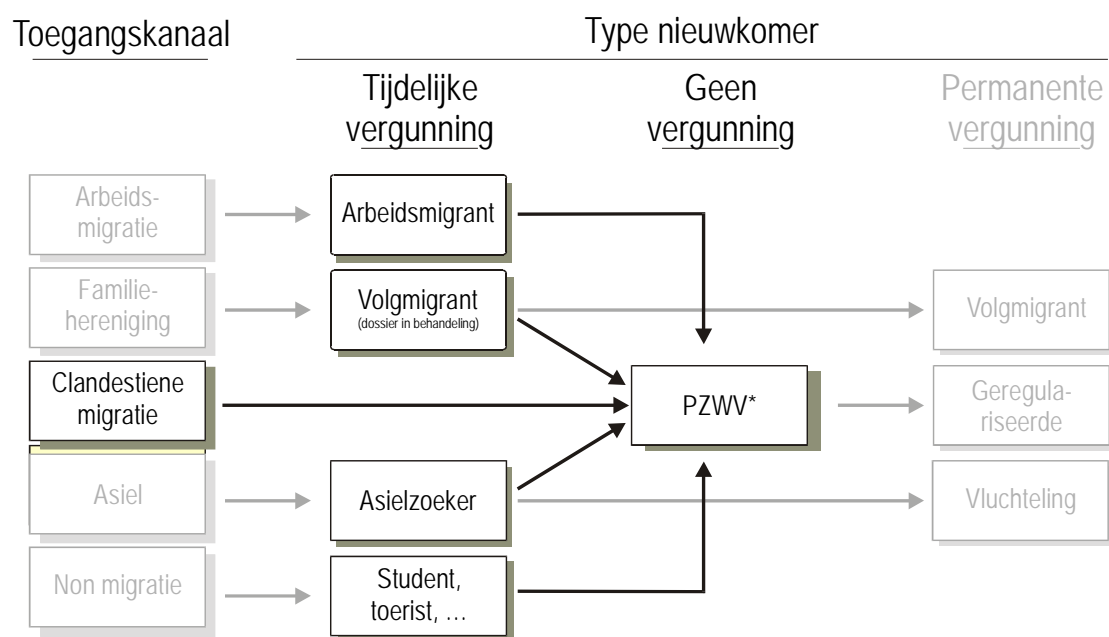 Toegangskanaal
Type nieuwkomer
Tijdelijke
vergunning
Geen
vergunning
Permanente
vergunning
Arbeids-
migratie
Arbeidsmigrant
Familie-
hereniging
Volgmigrant
(dossier in behandeling)
Volgmigrant
Clandestiene
migratie
PZWV*
Geregula-
riseerde
Asiel
Asielzoeker
Vluchteling
Non migratie
Student,
toerist, …